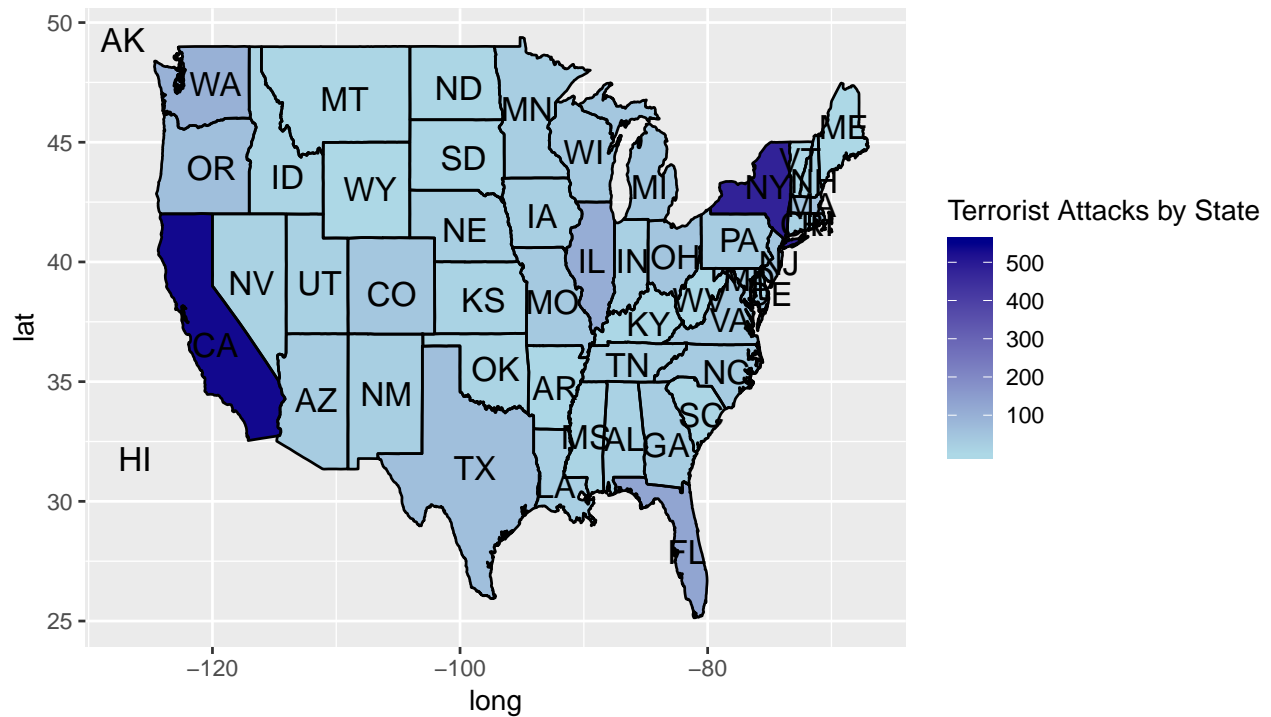 50
AK
WA
MT
ND
MN
ME
45
OR
ID
WY
SD
WI
MI
NY
VT
NH
MA
IA
NE
PA
40
NV
UT
CO
KS
MO
IL
IN
OH
NJ
DE
WV
VA
KY
CA
OK
TN
NC
35
AZ
NM
AR
SC
MS
AL
GA
HI
TX
LA
30
FL
25
−120
−100
−80
long
lat
Terrorist Attacks by State
500
400
300
200
100